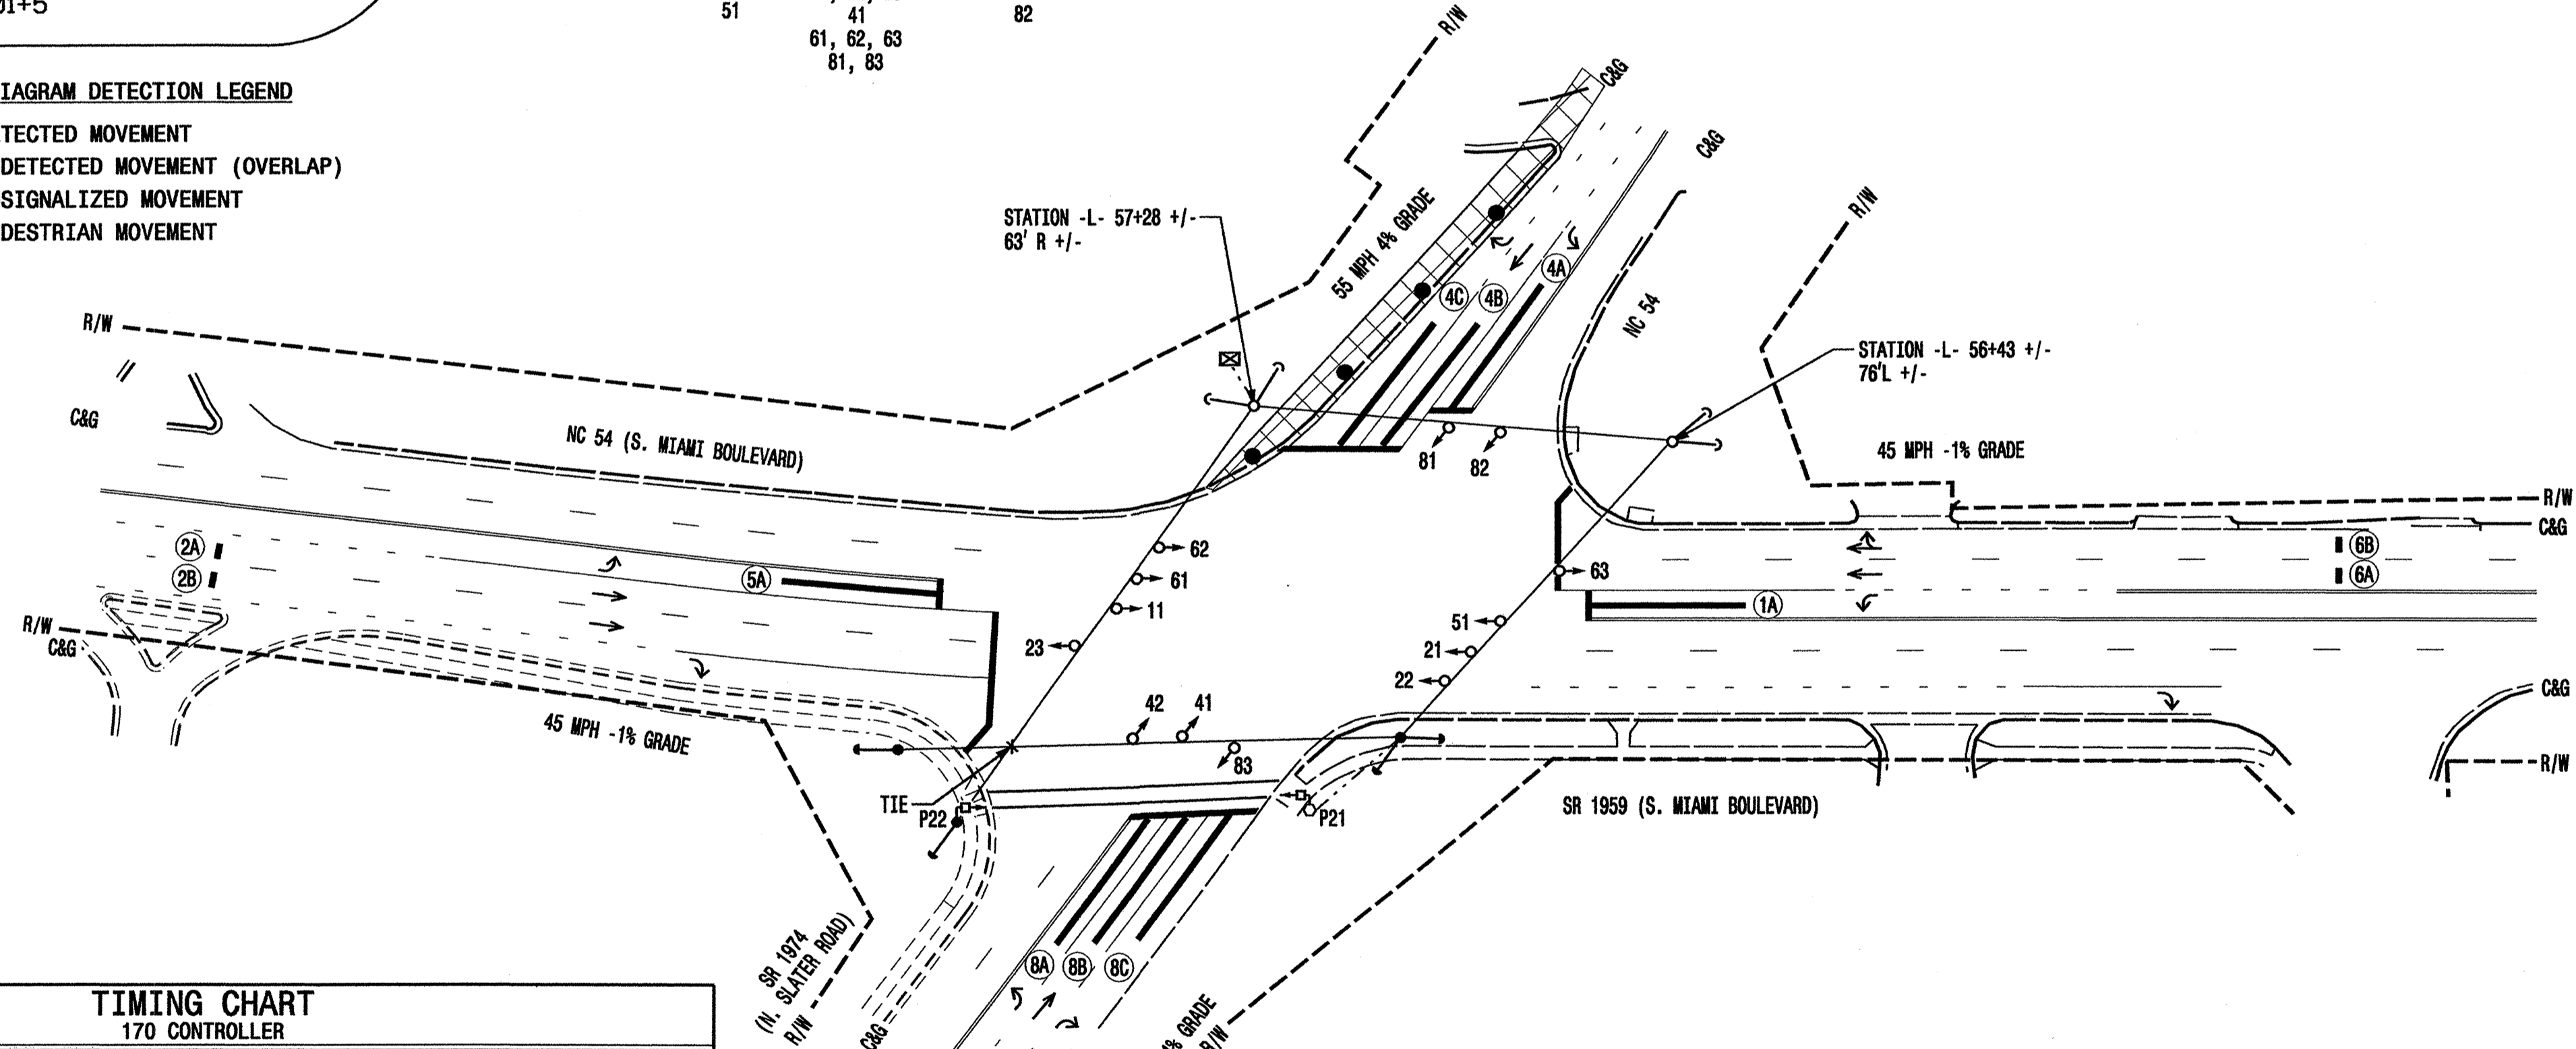 51
41
82
61, 62, 63
81, 83
IAGRAM DETECTION LEGEND
TECTED MOVEMENT
DETECTED MOVEMENT (OVERLAP)
SIGNALIZED MOVEMENT
DESTRIAN MOVEMENT
R/W
C&G
C&G
R/W
STATION -L- 57+28 +/-
63' R +/-
55 MPH 4% GRADE
4A
4B
4C
NC 54
STATION -L- 56+43 +/-
76'L +/-
R/W
C&G
NC 54 (S. MIAMI BOULEVARD)
81
82
45 MPH -1% GRADE
R/W
C&G
2A
2B
5A
62
61
11
23
63
51
21
22
1A
6B
6A
R/W
C&G
45 MPH -1% GRADE
42
41
83
C&G
R/W
TIE
P22
P21
SR 1959 (S. MIAMI BOULEVARD)
SR 1974
(N. SLATER ROAD)
R/W
C&G
8A
8B
8C
% GRADE
R/W
TIMING CHART
170 CONTROLLER